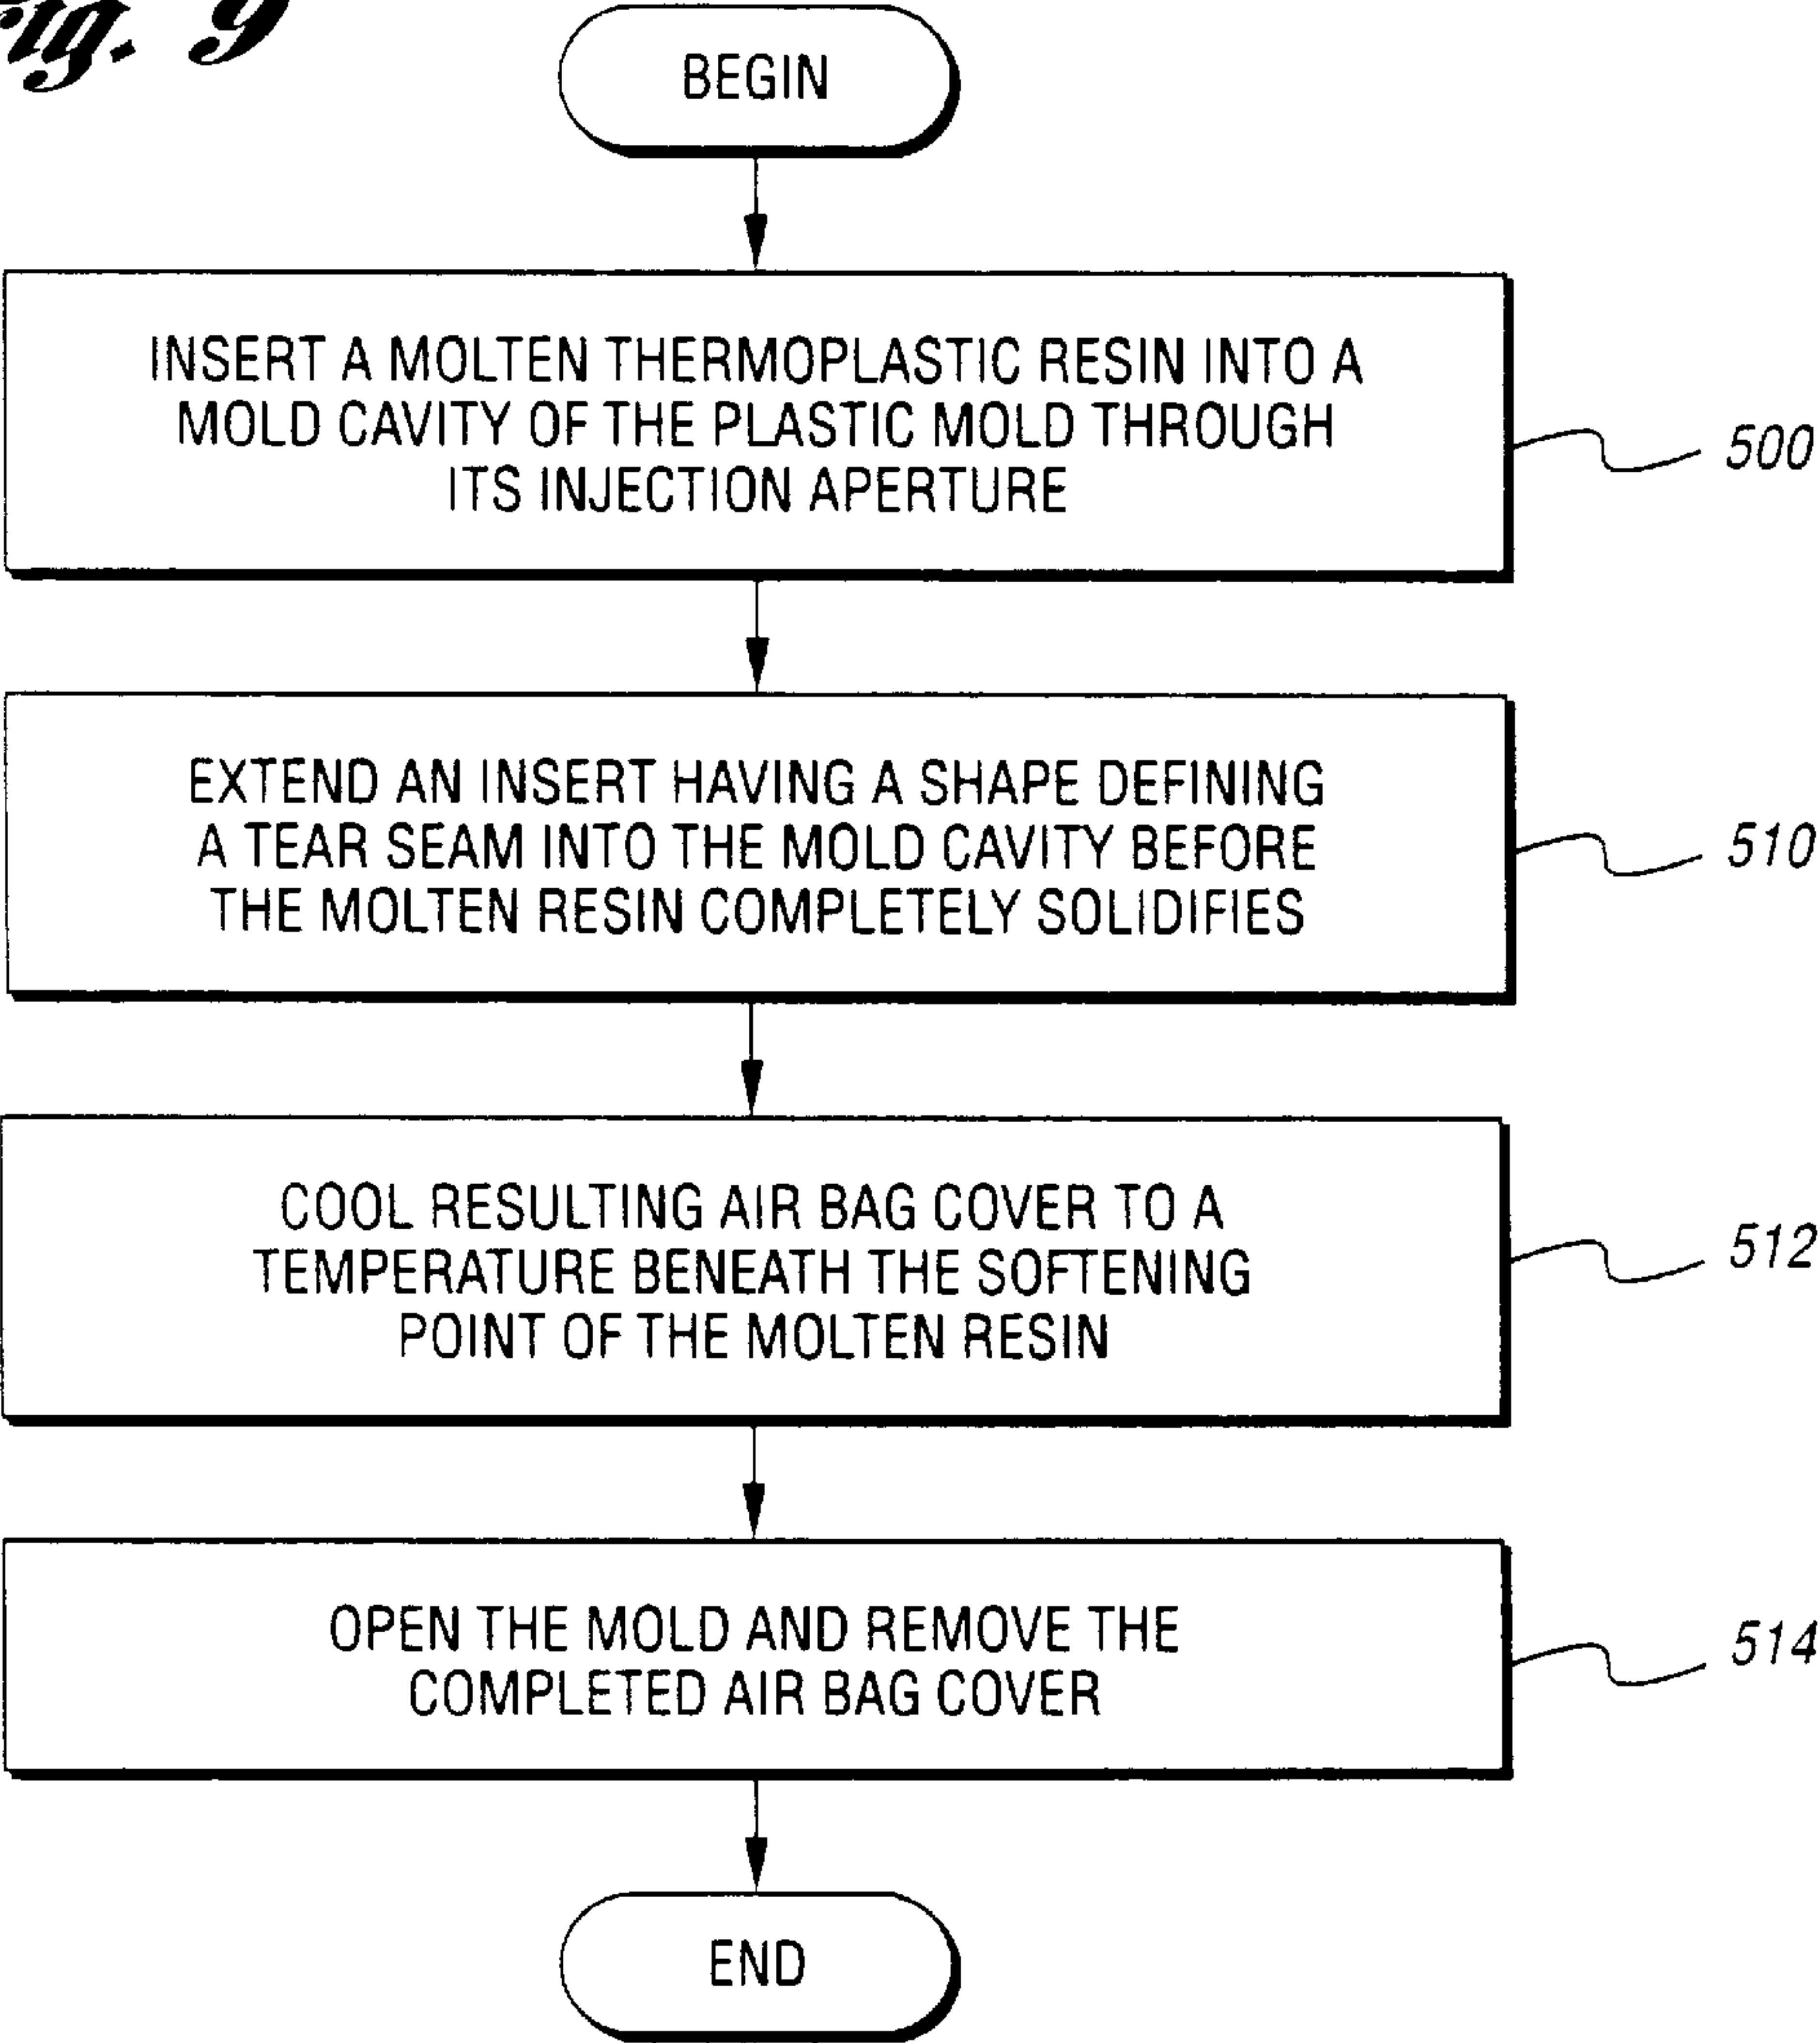 Fig. 9
BEGIN
INSERT A MOLTEN THERMOPLASTIC RESIN INTO A
MOLD CAVITY OF THE PLASTIC MOLD THROUGH
ITS INJECTION APERTURE
500
EXTEND AN INSERT HAVING A SHAPE DEFINING
A TEAR SEAM INTO THE MOLD CAVITY BEFORE
THE MOLTEN RESIN COMPLETELY SOLIDIFIES
510
COOL RESULTING AIR BAG COVER TO A
TEMPERATURE BENEATH THE SOFTENING
POINT OF THE MOLTEN RESIN
512
OPEN THE MOLD AND REMOVE THE
COMPLETED AIR BAG COVER
514
END